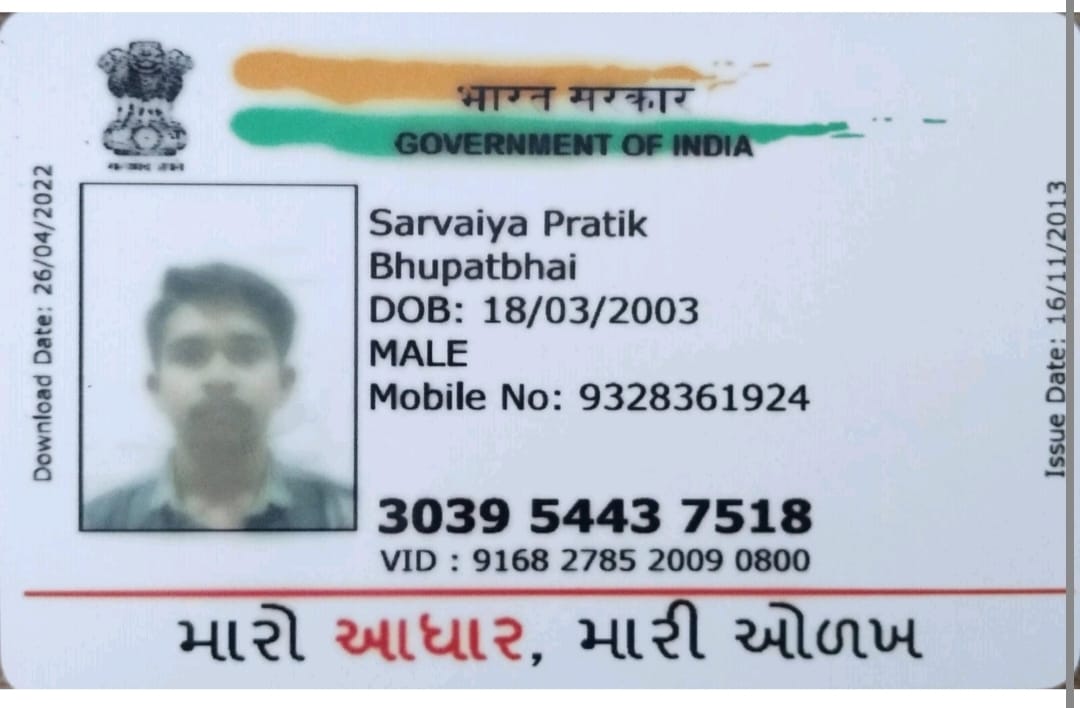 भारत सरकार
GOVERNMENT OF INDIA
Download Date: 26/04/2022
Sarvaiya Pratik
Bhupatbhai
DOB: 18/03/2003
MALE
Mobile No: 9328361924
Issue Date: 16/11/2013
3039 5443 7518
VID : 9168 2785 2009 0800
મારો આધાર, મારી ઓળખ